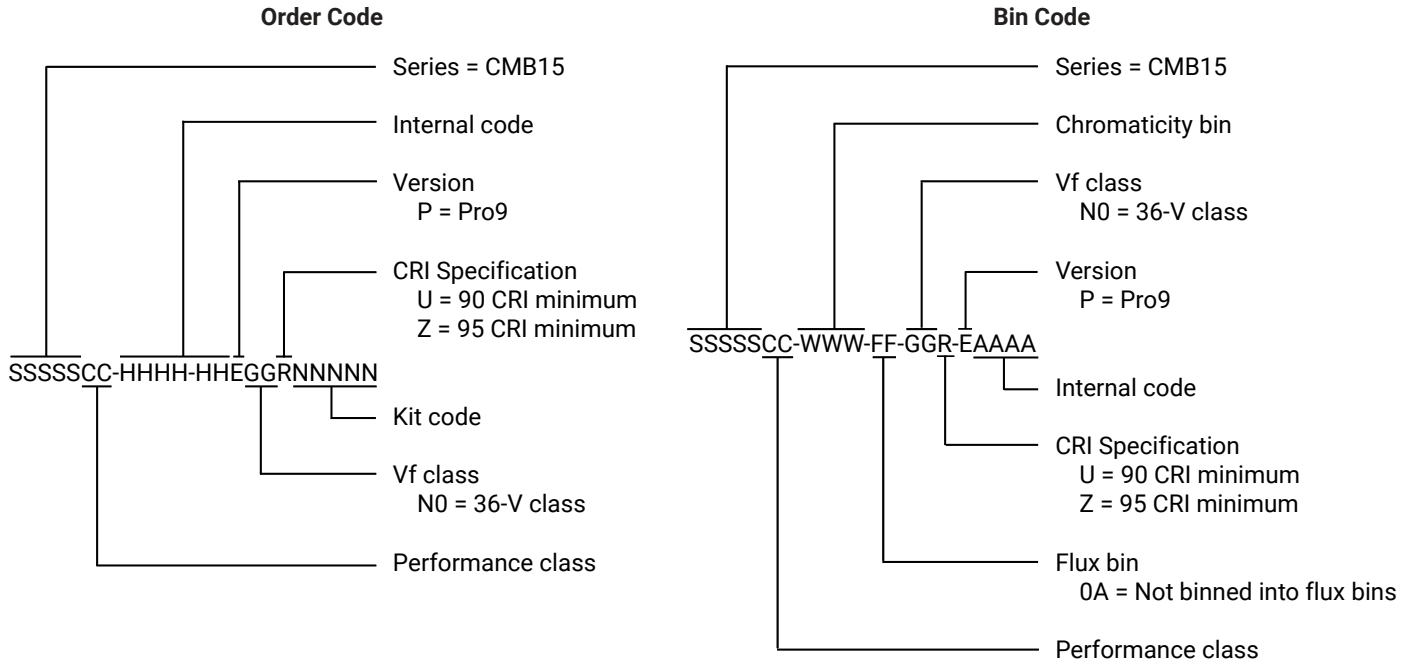 Order Code
Series = CMB15
Internal code
Version
P = Pro9
CRI Specification
U = 90 CRI minimum
Z = 95 CRI minimum
SSSSSCC-HHHH-HHEGGRNNNNN
Kit code
Vf class
N0 = 36-V class
Performance class
Bin Code
Series = CMB15
Chromaticity bin
Vf class
N0 = 36-V class
Version
P = Pro9
SSSSSCC-WWW-FF-GGR-EAAAA
Internal code
CRI Specification
U = 90 CRI minimum
Z = 95 CRI minimum
Flux bin
0A = Not binned into flux bins
Performance class